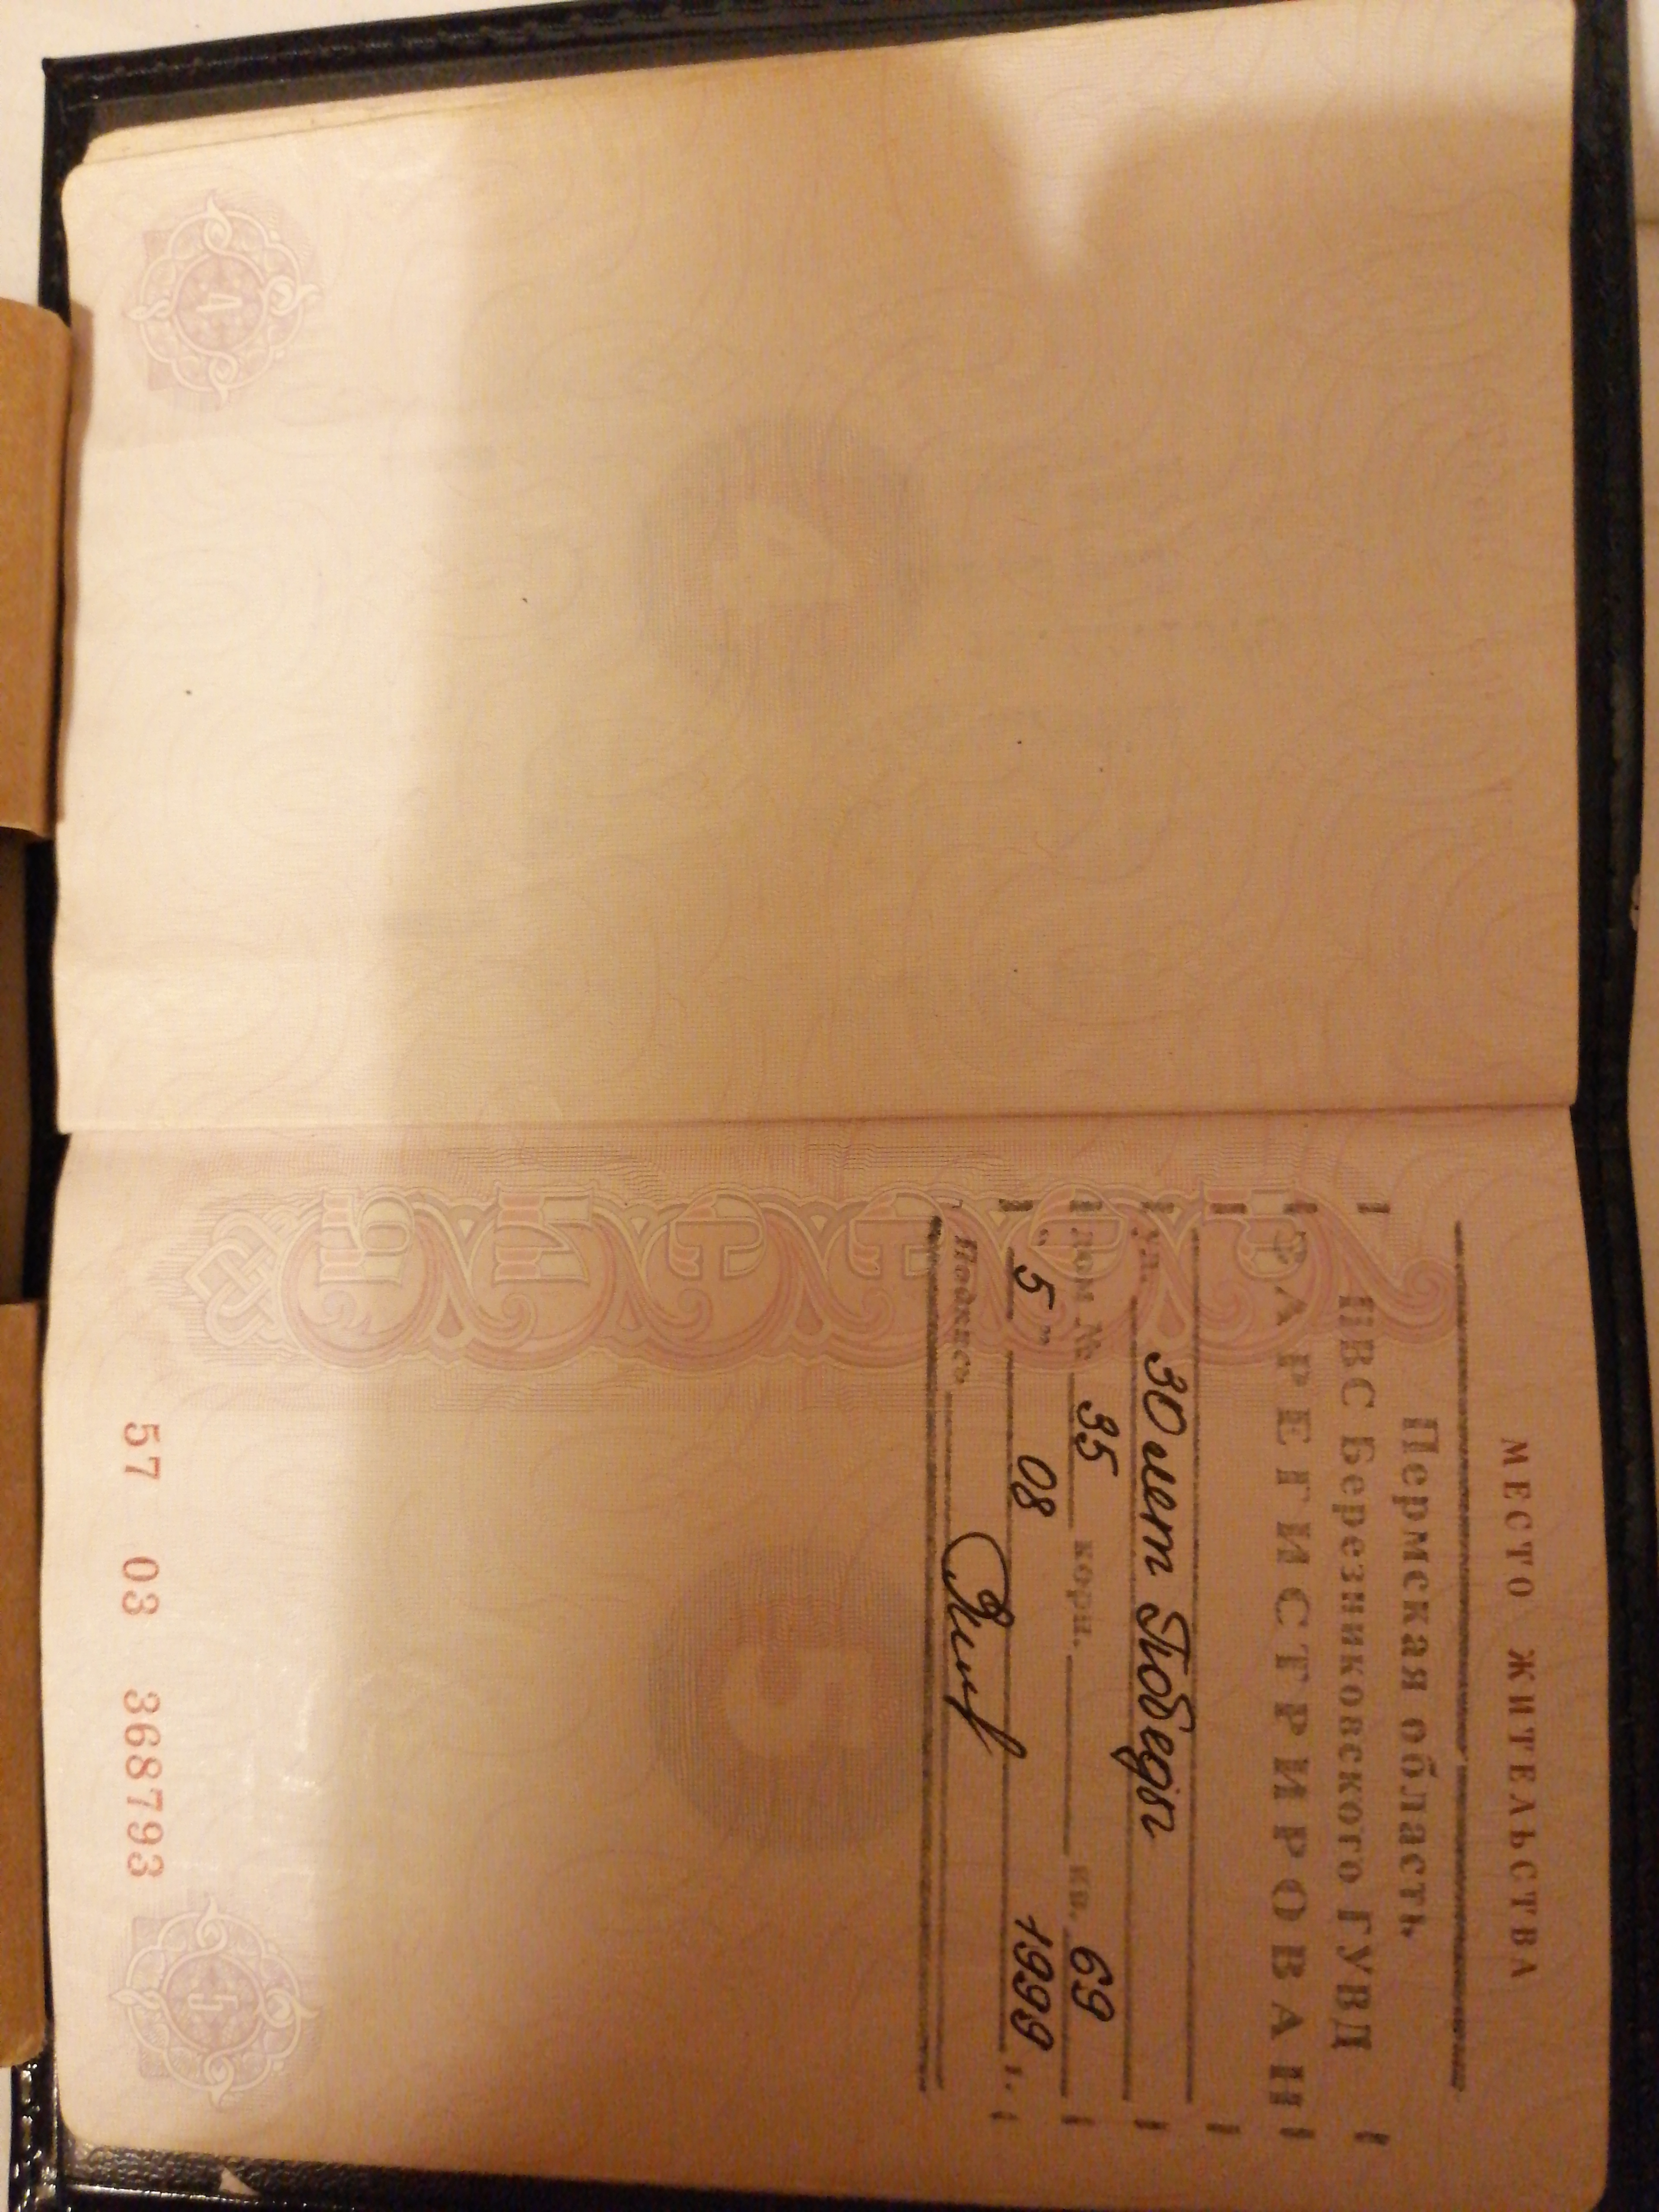 4
МЕСТО ЖИТЕЛЬСТВА
Пермская область,
ПВС Березниковского ГУВД
ЗАРЕГИСТРИРОВАН
ул. 30 лет Победы
дом № 35 корп. кв. 69
" 5 " 08 1999 г.
Подпись
5
57 03 368793